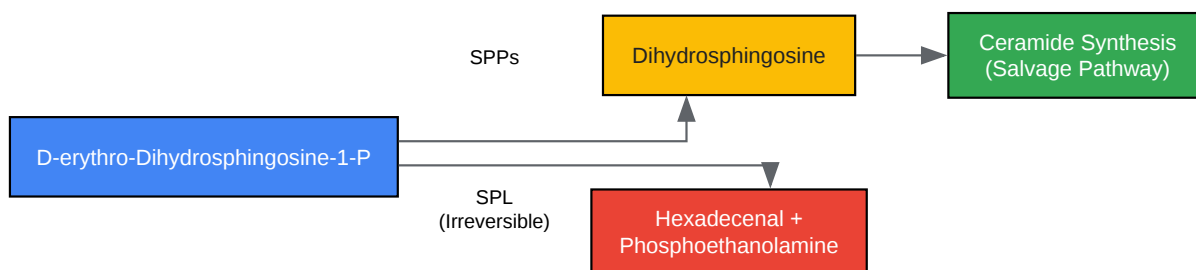 SPPs
Dihydrosphingosine
Ceramide Synthesis
(Salvage Pathway)
D-erythro-Dihydrosphingosine-1-P
SPL
(Irreversible)
Hexadecenal +
Phosphoethanolamine